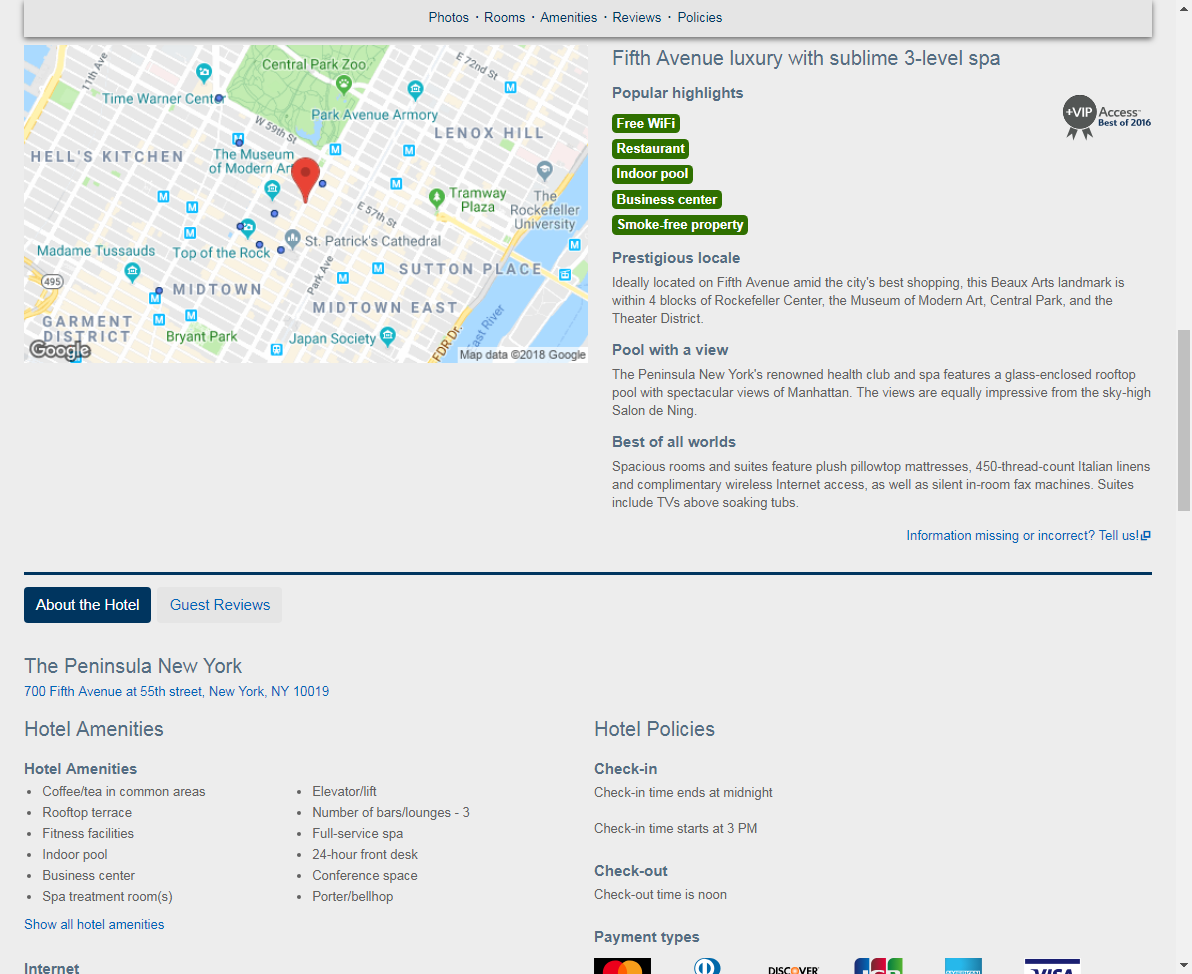 Photos · Rooms · Amenities · Reviews · Policies
11th Ave
Central Park Zoo
E 72nd St
Time Warner Center
Park Avenue Armory
W 59th St
LENOX HILL
HELL'S KITCHEN
The Museum
of Modern Art
Tramway
Plaza
The
Rockefeller
University
E 57th St
St. Patrick's Cathedral
Madame Tussauds
Top of the Rock
Park Ave
SUTTON PLACE
495
MIDTOWN
MIDTOWN EAST
GARMENT
DISTRICT
Bryant Park
Japan Society
FDR Dr.
East River
Google
Map data ©2018 Google
Fifth Avenue luxury with sublime 3-level spa
Popular highlights
+VIP Access™
Best of 2016
Free WiFi
Restaurant
Indoor pool
Business center
Smoke-free property
Prestigious locale
Ideally located on Fifth Avenue amid the city's best shopping, this Beaux Arts landmark is
within 4 blocks of Rockefeller Center, the Museum of Modern Art, Central Park, and the
Theater District.
Pool with a view
The Peninsula New York's renowned health club and spa features a glass-enclosed rooftop
pool with spectacular views of Manhattan. The views are equally impressive from the sky-high
Salon de Ning.
Best of all worlds
Spacious rooms and suites feature plush pillowtop mattresses, 450-thread-count Italian linens
and complimentary wireless Internet access, as well as silent in-room fax machines. Suites
include TVs above soaking tubs.
Information missing or incorrect? Tell us!
About the Hotel
Guest Reviews
The Peninsula New York
700 Fifth Avenue at 55th street, New York, NY 10019
Hotel Amenities
Hotel Amenities
• Coffee/tea in common areas
• Rooftop terrace
• Fitness facilities
• Indoor pool
• Business center
• Spa treatment room(s)
• Elevator/lift
• Number of bars/lounges - 3
• Full-service spa
• 24-hour front desk
• Conference space
• Porter/bellhop
Show all hotel amenities
Internet
Hotel Policies
Check-in
Check-in time ends at midnight
Check-in time starts at 3 PM
Check-out
Check-out time is noon
Payment types
DISCOVER
JCB
VISA